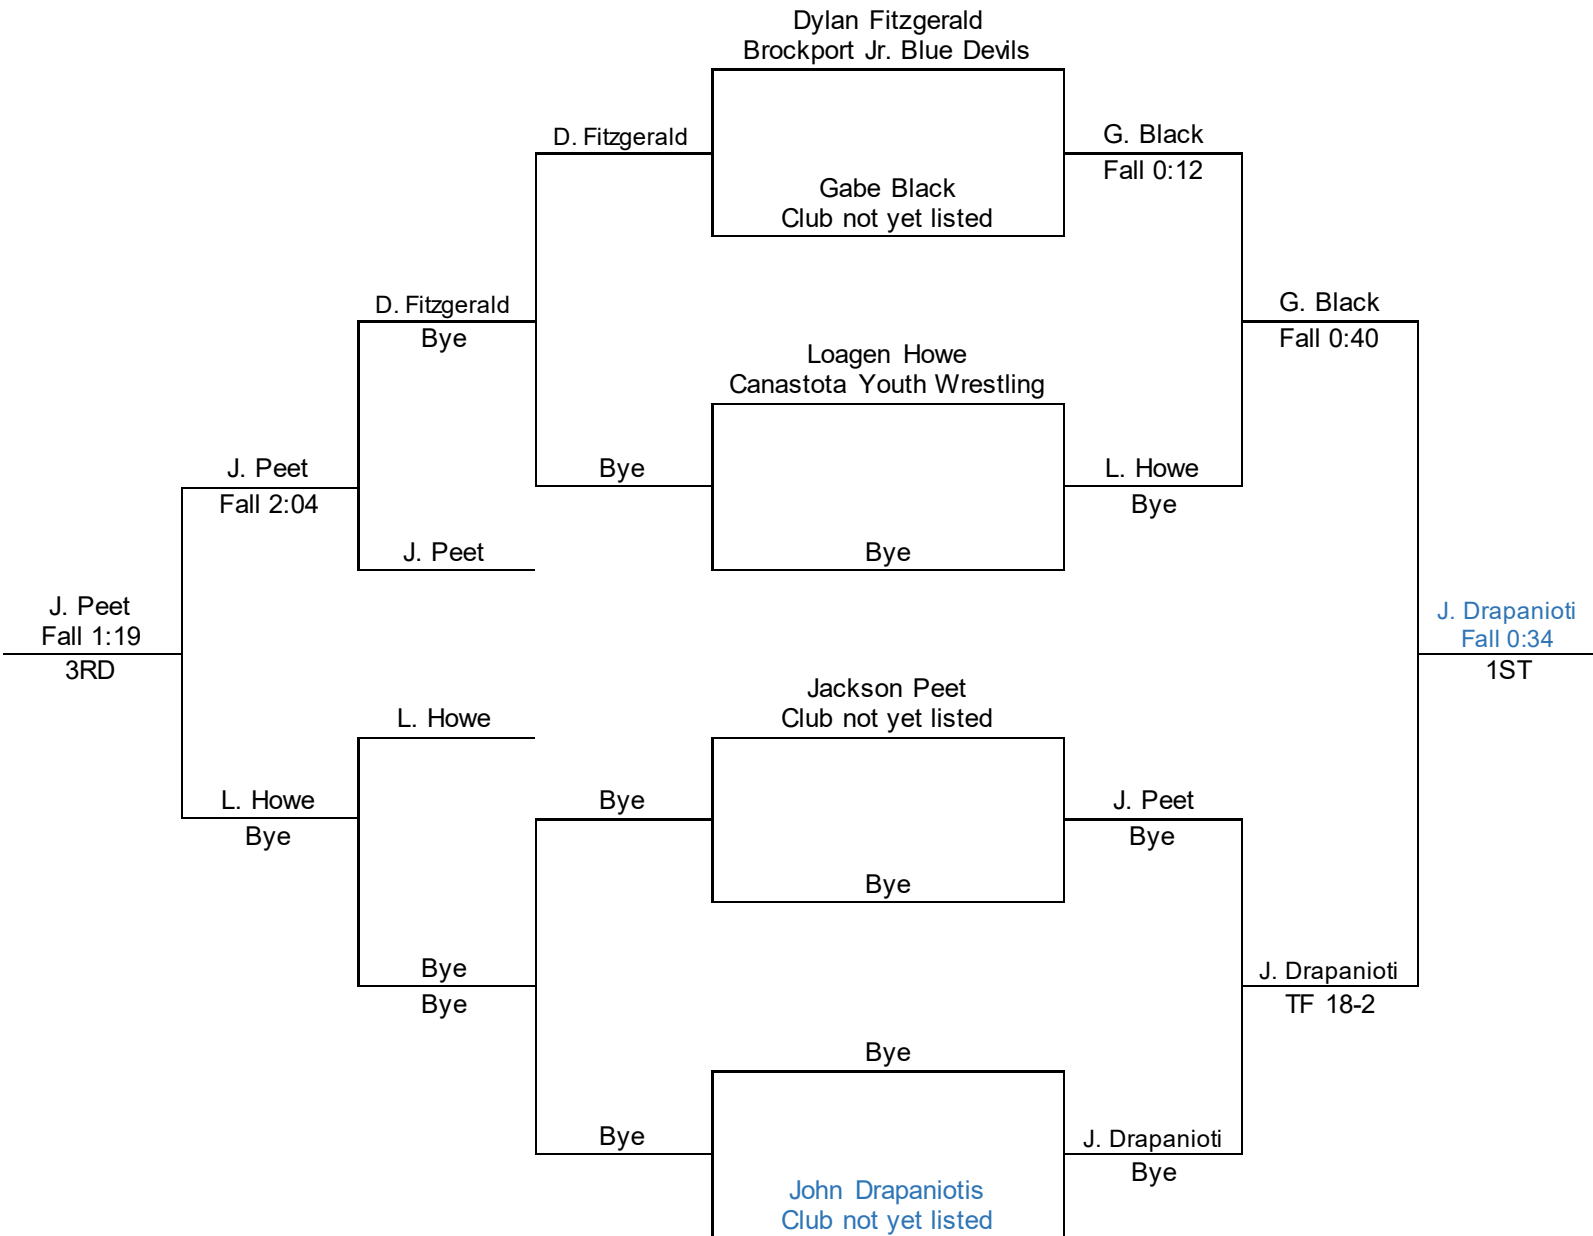 Dylan Fitzgerald
Brockport Jr. Blue Devils
D. Fitzgerald
G. Black
Fall 0:12
Gabe Black
Club not yet listed
D. Fitzgerald
Bye
G. Black
Fall 0:40
Loagen Howe
Canastota Youth Wrestling
J. Peet
Fall 2:04
Bye
L. Howe
Bye
J. Peet
Bye
J. Peet
Fall 1:19
3RD
J. Drapanioti
Fall 0:34
1ST
Jackson Peet
Club not yet listed
L. Howe
L. Howe
Bye
Bye
J. Peet
Bye
Bye
Bye
Bye
J. Drapanioti
TF 18-2
Bye
Bye
J. Drapanioti
Bye
John Drapaniotis
Club not yet listed